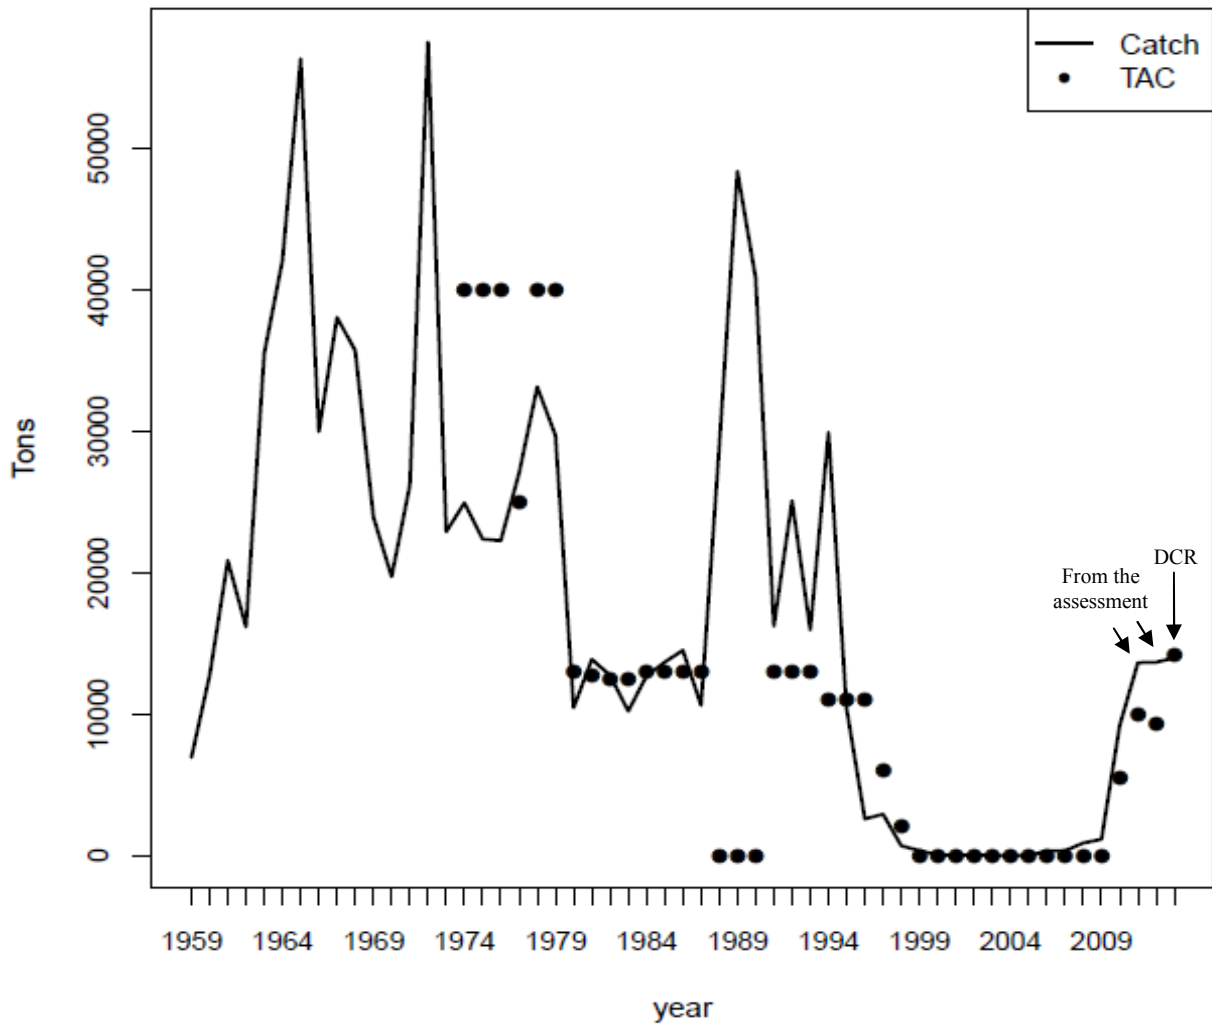 Catch
TAC
50000
40000
30000
20000
10000
0
Tons
DCR
From the
assessment
1959 1964 1969 1974 1979 1984 1989 1994 1999 2004 2009
year